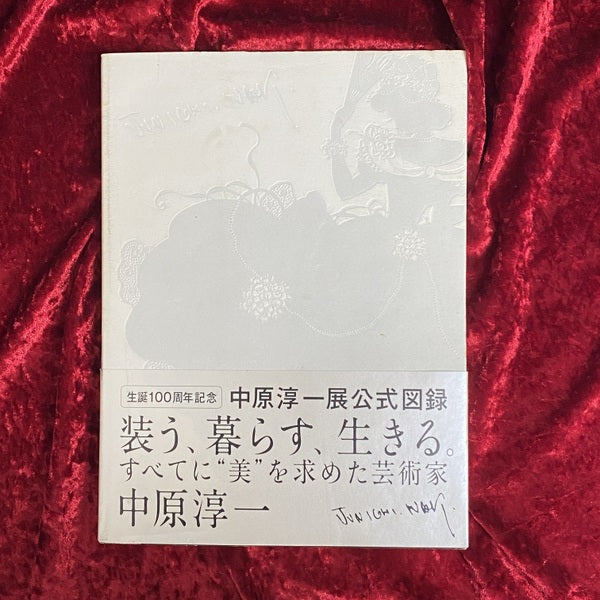 JUNICHI.NAK.
生誕100周年記念 中原淳一展公式図録
装う、暮らす、生きる。
すべてに“美”を求めた芸術家
中原淳一
JUNICHI.NAK.